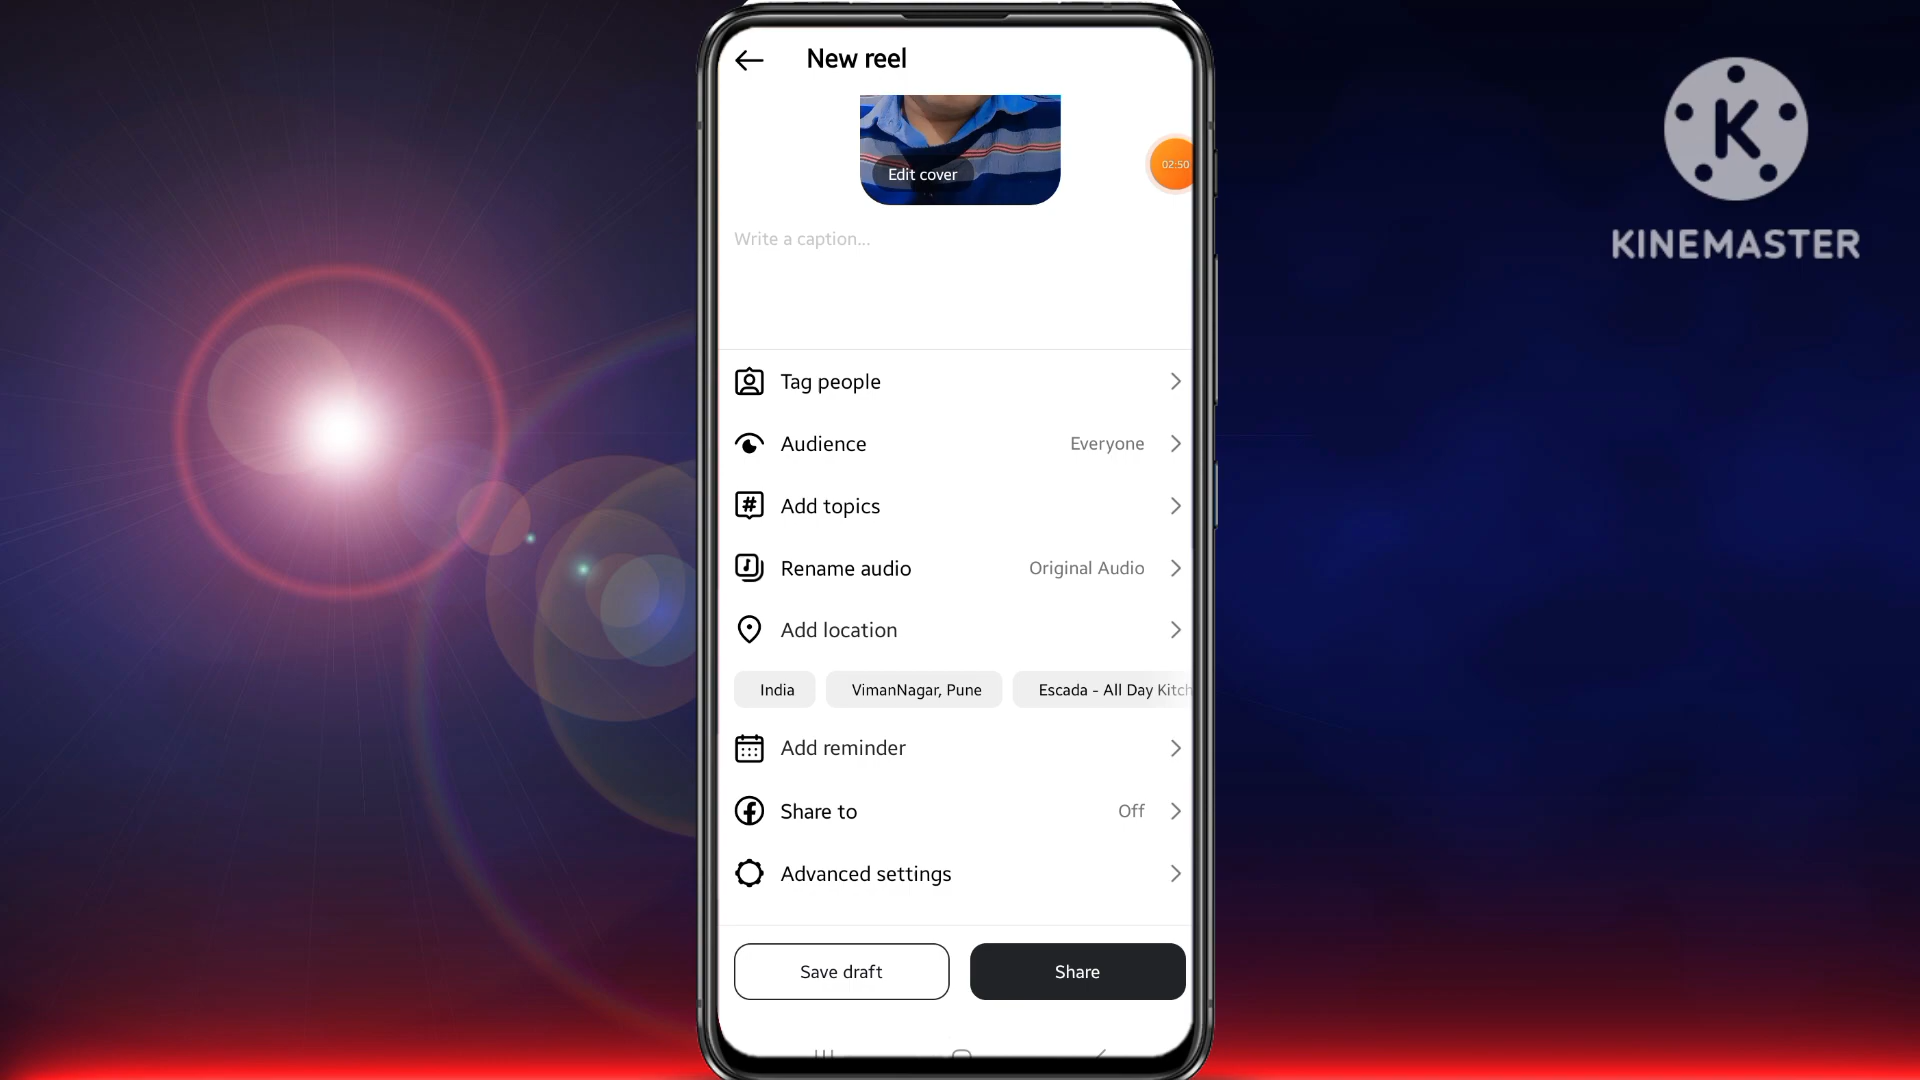 New reel
02:50
Edit cover
Write a caption...
Tag people
Audience Everyone
Add topics
Rename audio Original Audio
Add location
India VimanNagar, Pune Escada - All Day Kitch
Add reminder
Share to Off
Advanced settings
Save draft Share
K
KINEMASTER